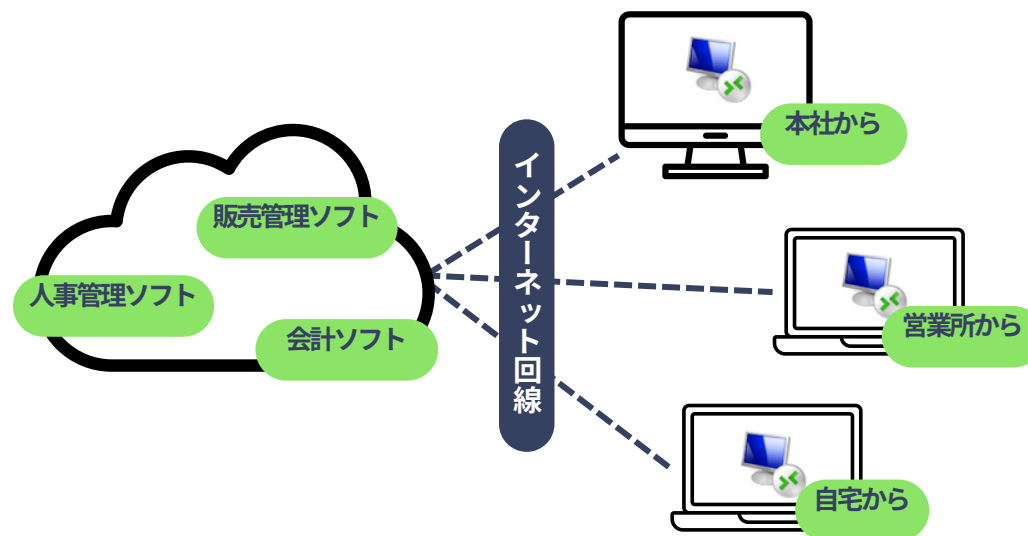 販売管理ソフト
人事管理ソフト
会計ソフト
インターネット回線
本社から
営業所から
自宅から